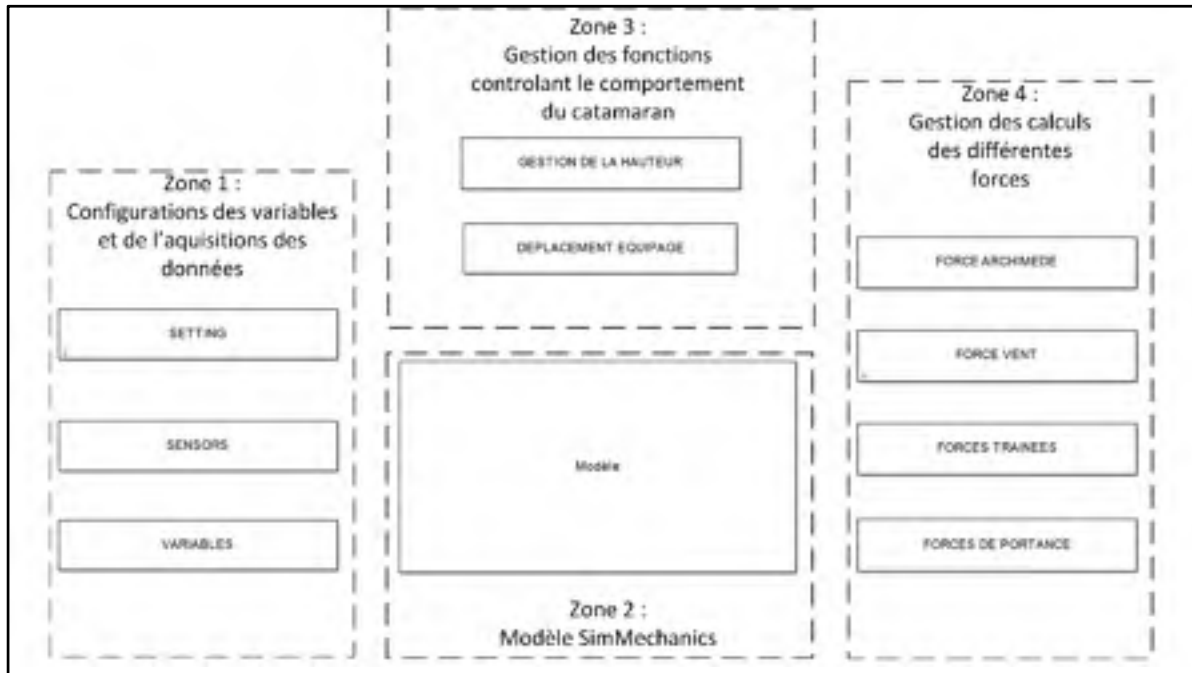 Zone 1 :
Configurations des variables
et de l'aquisitions des
données
SETTING
SENSORS
VARIABLES
Zone 3 :
Gestion des fonctions
controlant le comportement
du catamaran
GESTION DE LA HAUTEUR
DEPLACEMENT EQUIPAGE
Modèle
Zone 2 :
Modèle SimMechanics
Zone 4 :
Gestion des calculs
des différentes
forces
FORCE ARCHIMEDE
FORCE VENT
FORCES TRAINEES
FORCES DE PORTANCE